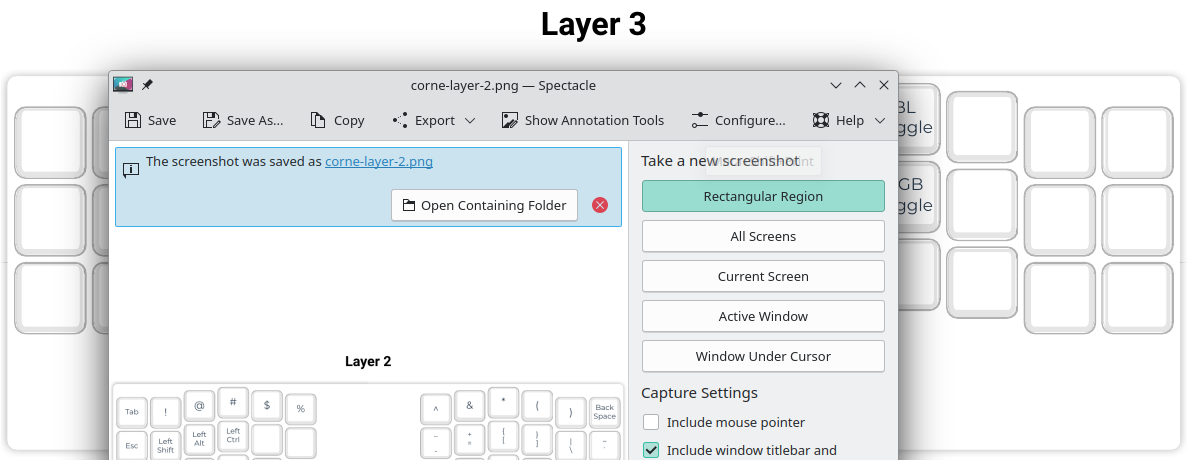 Layer 3
corne-layer-2.png — Spectacle
Save
Save As...
Copy
Export
Show Annotation Tools
Configure...
Help
The screenshot was saved as corne-layer-2.png
Open Containing Folder
Take a new screenshot
Rectangular Region
All Screens
Current Screen
Active Window
Window Under Cursor
Capture Settings
Include mouse pointer
Include window titlebar and
BL
ggle
GB
ggle
Layer 2
Tab ! @ # $ % ^ & * ( ) Back
Space
Esc Left
Shift Left
Alt Left
Ctrl
+
=
{
[
}
]
|
\
~
`